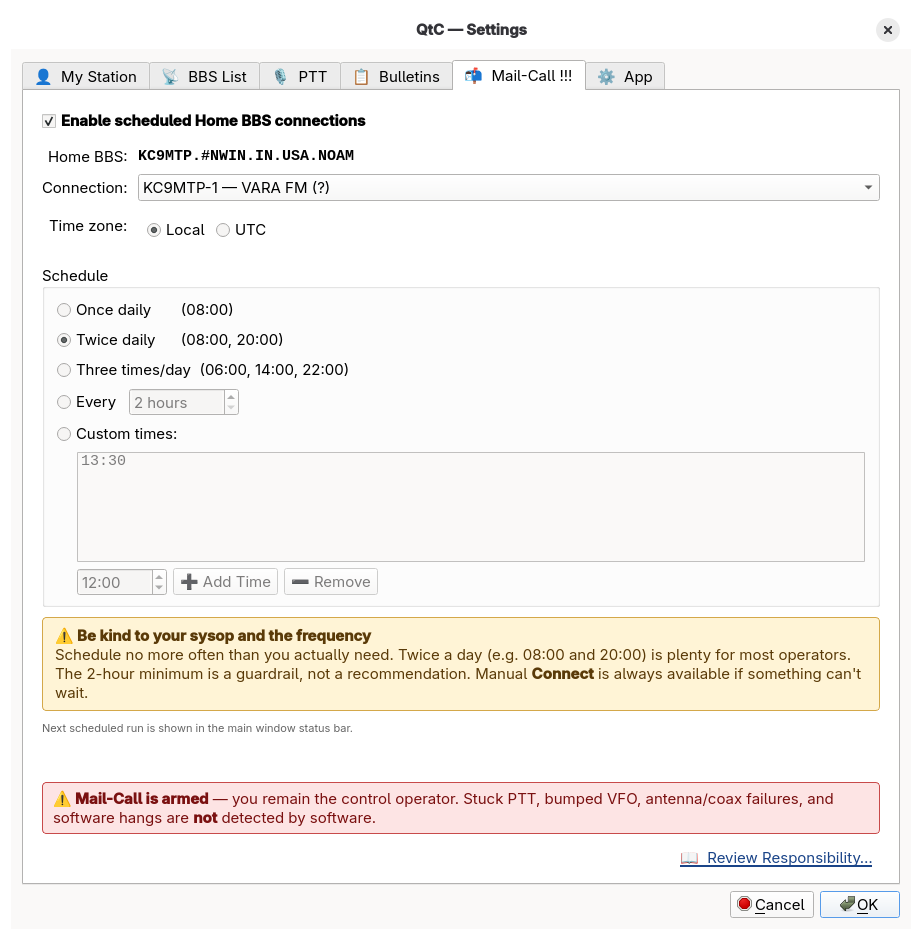 QtC — Settings
My Station
BBS List
PTT
Bulletins
Mail-Call !!!
App
Enable scheduled Home BBS connections
Home BBS: KC9MTP.#NWIN.IN.USA.NOAM
Connection: KC9MTP-1 — VARA FM (?)
Time zone: Local UTC
Schedule
Once daily (08:00)
Twice daily (08:00, 20:00)
Three times/day (06:00, 14:00, 22:00)
Every 2 hours
Custom times:
13:30
12:00 Add Time Remove
Be kind to your sysop and the frequency
Schedule no more often than you actually need. Twice a day (e.g. 08:00 and 20:00) is plenty for most operators.
The 2-hour minimum is a guardrail, not a recommendation. Manual Connect is always available if something can't
wait.
Next scheduled run is shown in the main window status bar.
Mail-Call is armed — you remain the control operator. Stuck PTT, bumped VFO, antenna/coax failures, and
software hangs are not detected by software.
Review Responsibility...
Cancel OK